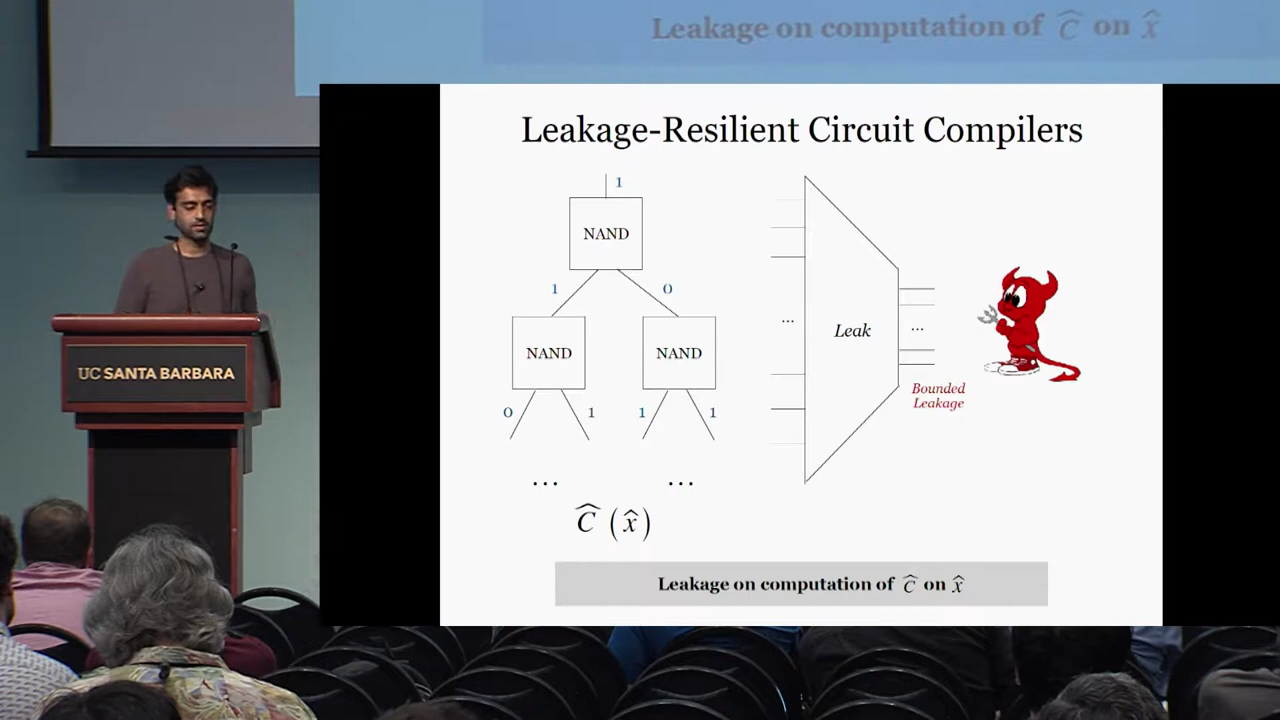 Leakage on computation of Ĉ on x̂
UC SANTA BARBARA
Leakage-Resilient Circuit Compilers
1
NAND
1 0
NAND NAND
0 1 1 1
... ...
Ĉ (x̂)
...
Leak
...
Bounded
Leakage
Leakage on computation of Ĉ on x̂